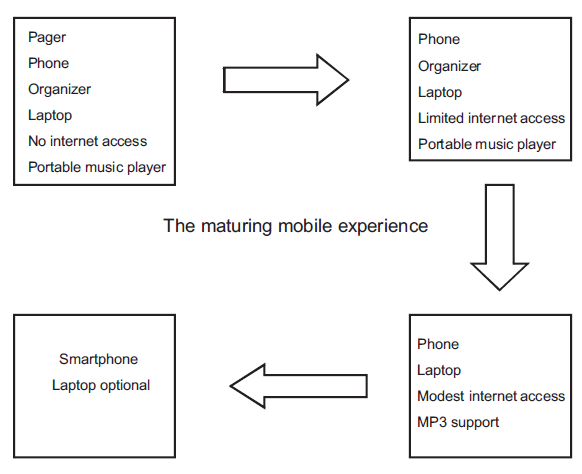 Pager
Phone
Organizer
Laptop
No internet access
Portable music player
Phone
Organizer
Laptop
Limited internet access
Portable music player
The maturing mobile experience
Smartphone
Laptop optional
Phone
Laptop
Modest internet access
MP3 support